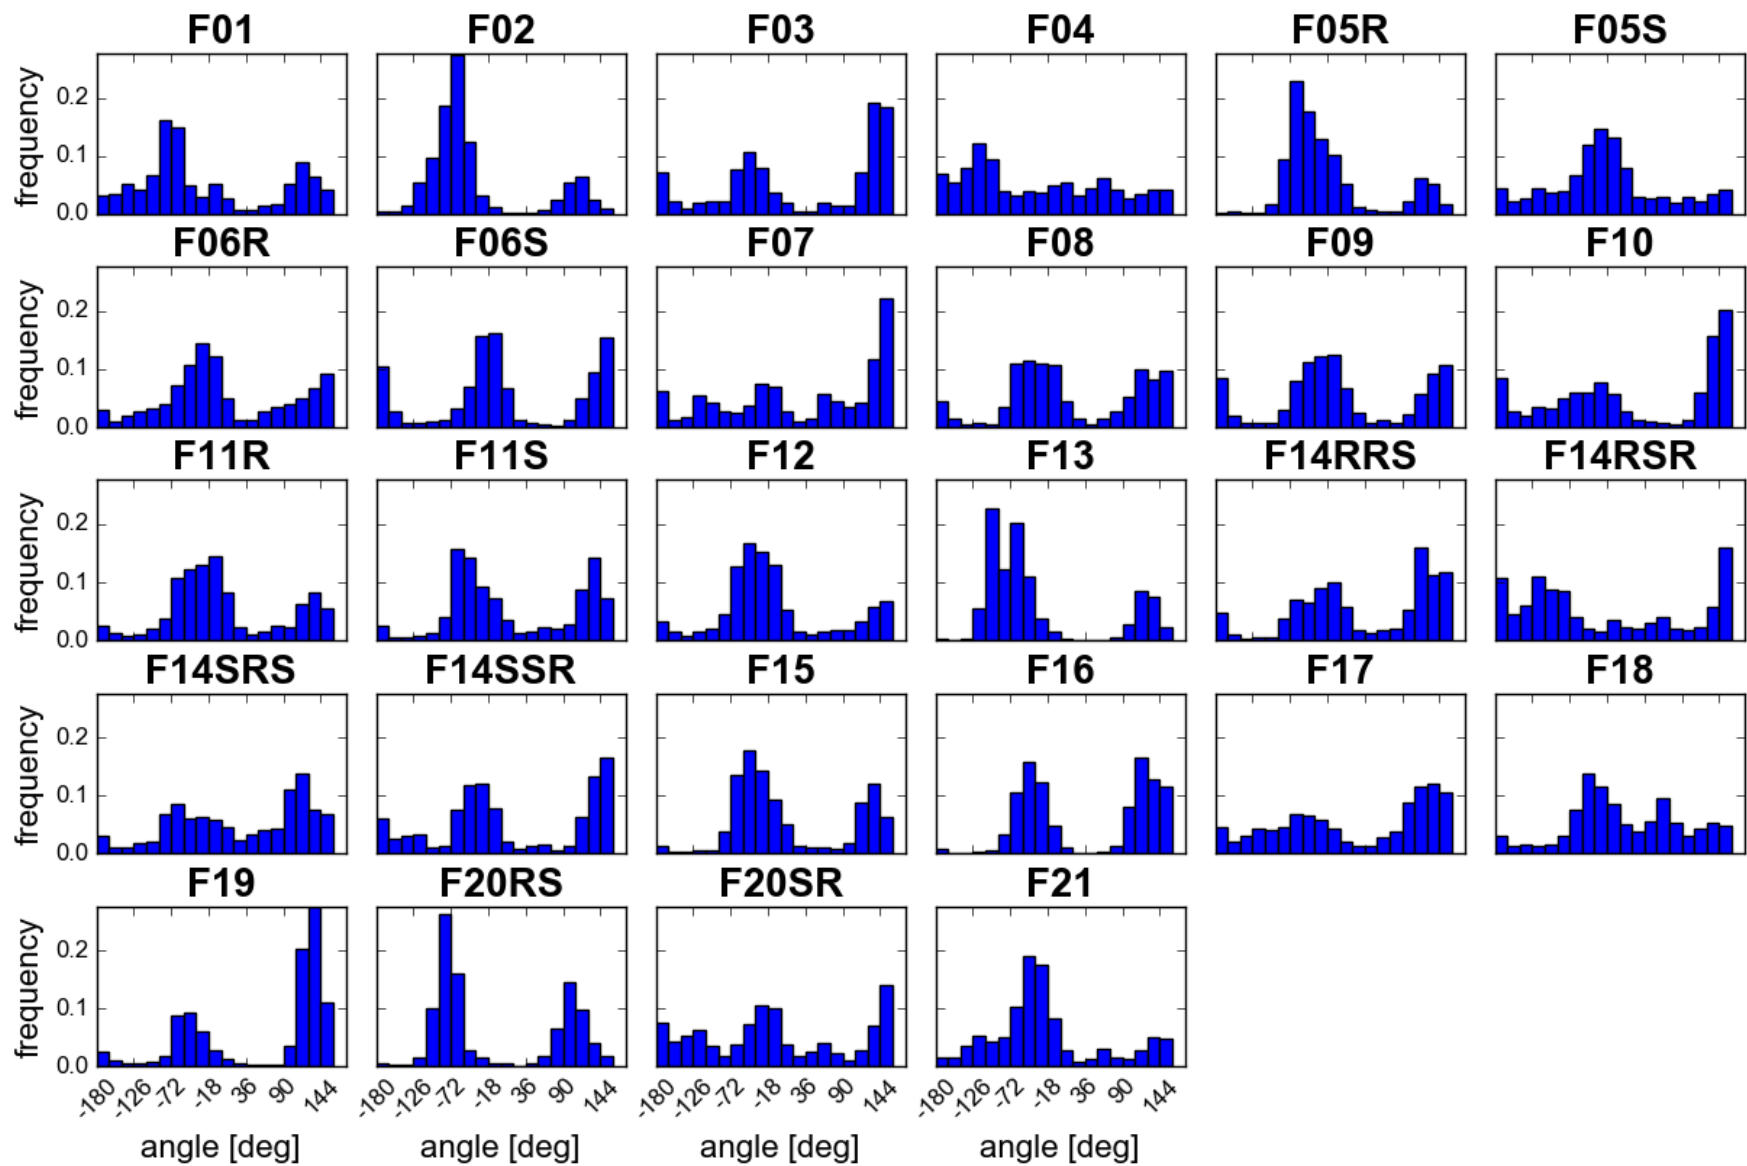 F01 F02 F03 F04 F05R F05S
frequency
0.2
0.1
0.0
F06R F06S F07 F08 F09 F10
frequency
0.2
0.1
0.0
F11R F11S F12 F13 F14RRS F14RSR
frequency
0.2
0.1
0.0
F14SRS F14SSR F15 F16 F17 F18
frequency
0.2
0.1
0.0
F19 F20RS F20SR F21
frequency
0.2
0.1
0.0
-180 -126 -72 -18 36 90 144 -180 -126 -72 -18 36 90 144 -180 -126 -72 -18 36 90 144 -180 -126 -72 -18 36 90 144
angle [deg] angle [deg] angle [deg] angle [deg]